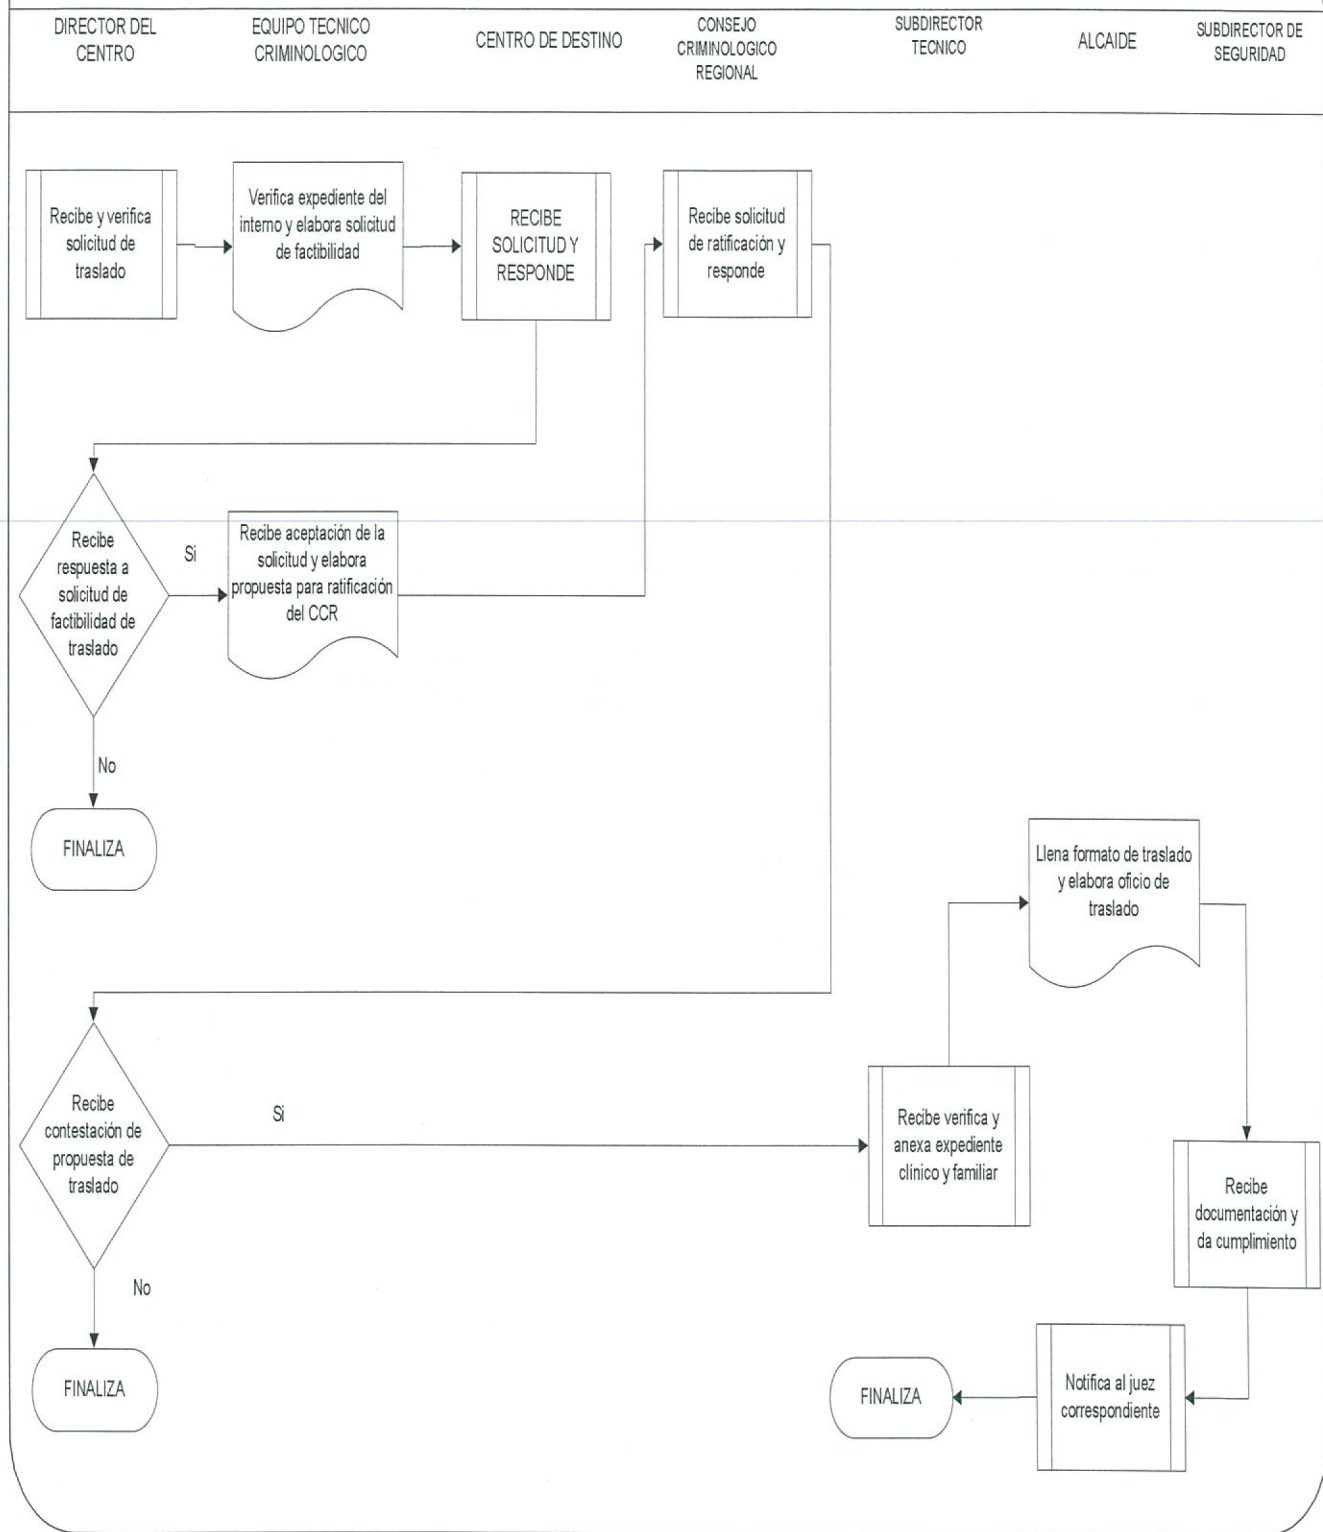 DIRECTOR DEL
CENTRO
EQUIPO TECNICO
CRIMINOLOGICO
CENTRO DE DESTINO
CONSEJO
CRIMINOLOGICO
REGIONAL
SUBDIRECTOR
TECNICO
ALCAIDE
SUBDIRECTOR DE
SEGURIDAD
Recibe y verifica
solicitud de
traslado
Verifica expediente del
interno y elabora solicitud
de factibilidad
RECIBE
SOLICITUD Y
RESPONDE
Recibe solicitud
de ratificación y
responde
Recibe
respuesta a
solicitud de
factibilidad de
traslado
Si
Recibe aceptación de la
solicitud y elabora
propuesta para ratificación
del CCR
No
FINALIZA
Llena formato de traslado
y elabora oficio de
traslado
Recibe
contestación de
propuesta de
traslado
Si
Recibe verifica y
anexa expediente
clínico y familiar
Recibe
documentación y
da cumplimiento
No
FINALIZA
FINALIZA
Notifica al juez
correspondiente